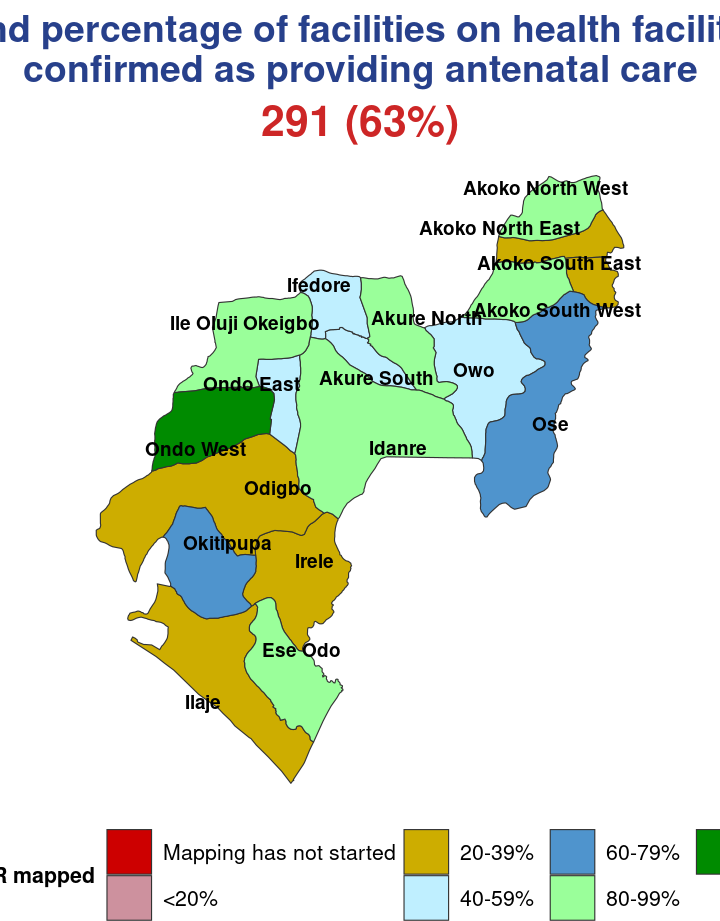 percentage of facilities on health
confirmed as providing antenatal care
291 (63%)
Akoko North West
Akoko North East
Akoko South East
Ifedore
Akoko South West
Ile Oluji Okeigbo
Akure North
Owo
Akure South
Ondo East
Ose
Idanre
Ondo West
Odigbo
Okitipupa
Irele
Ese Odo
Ilaje
mapped
Mapping has not started
20-39%
60-79%
<20%
40-59%
80-99%